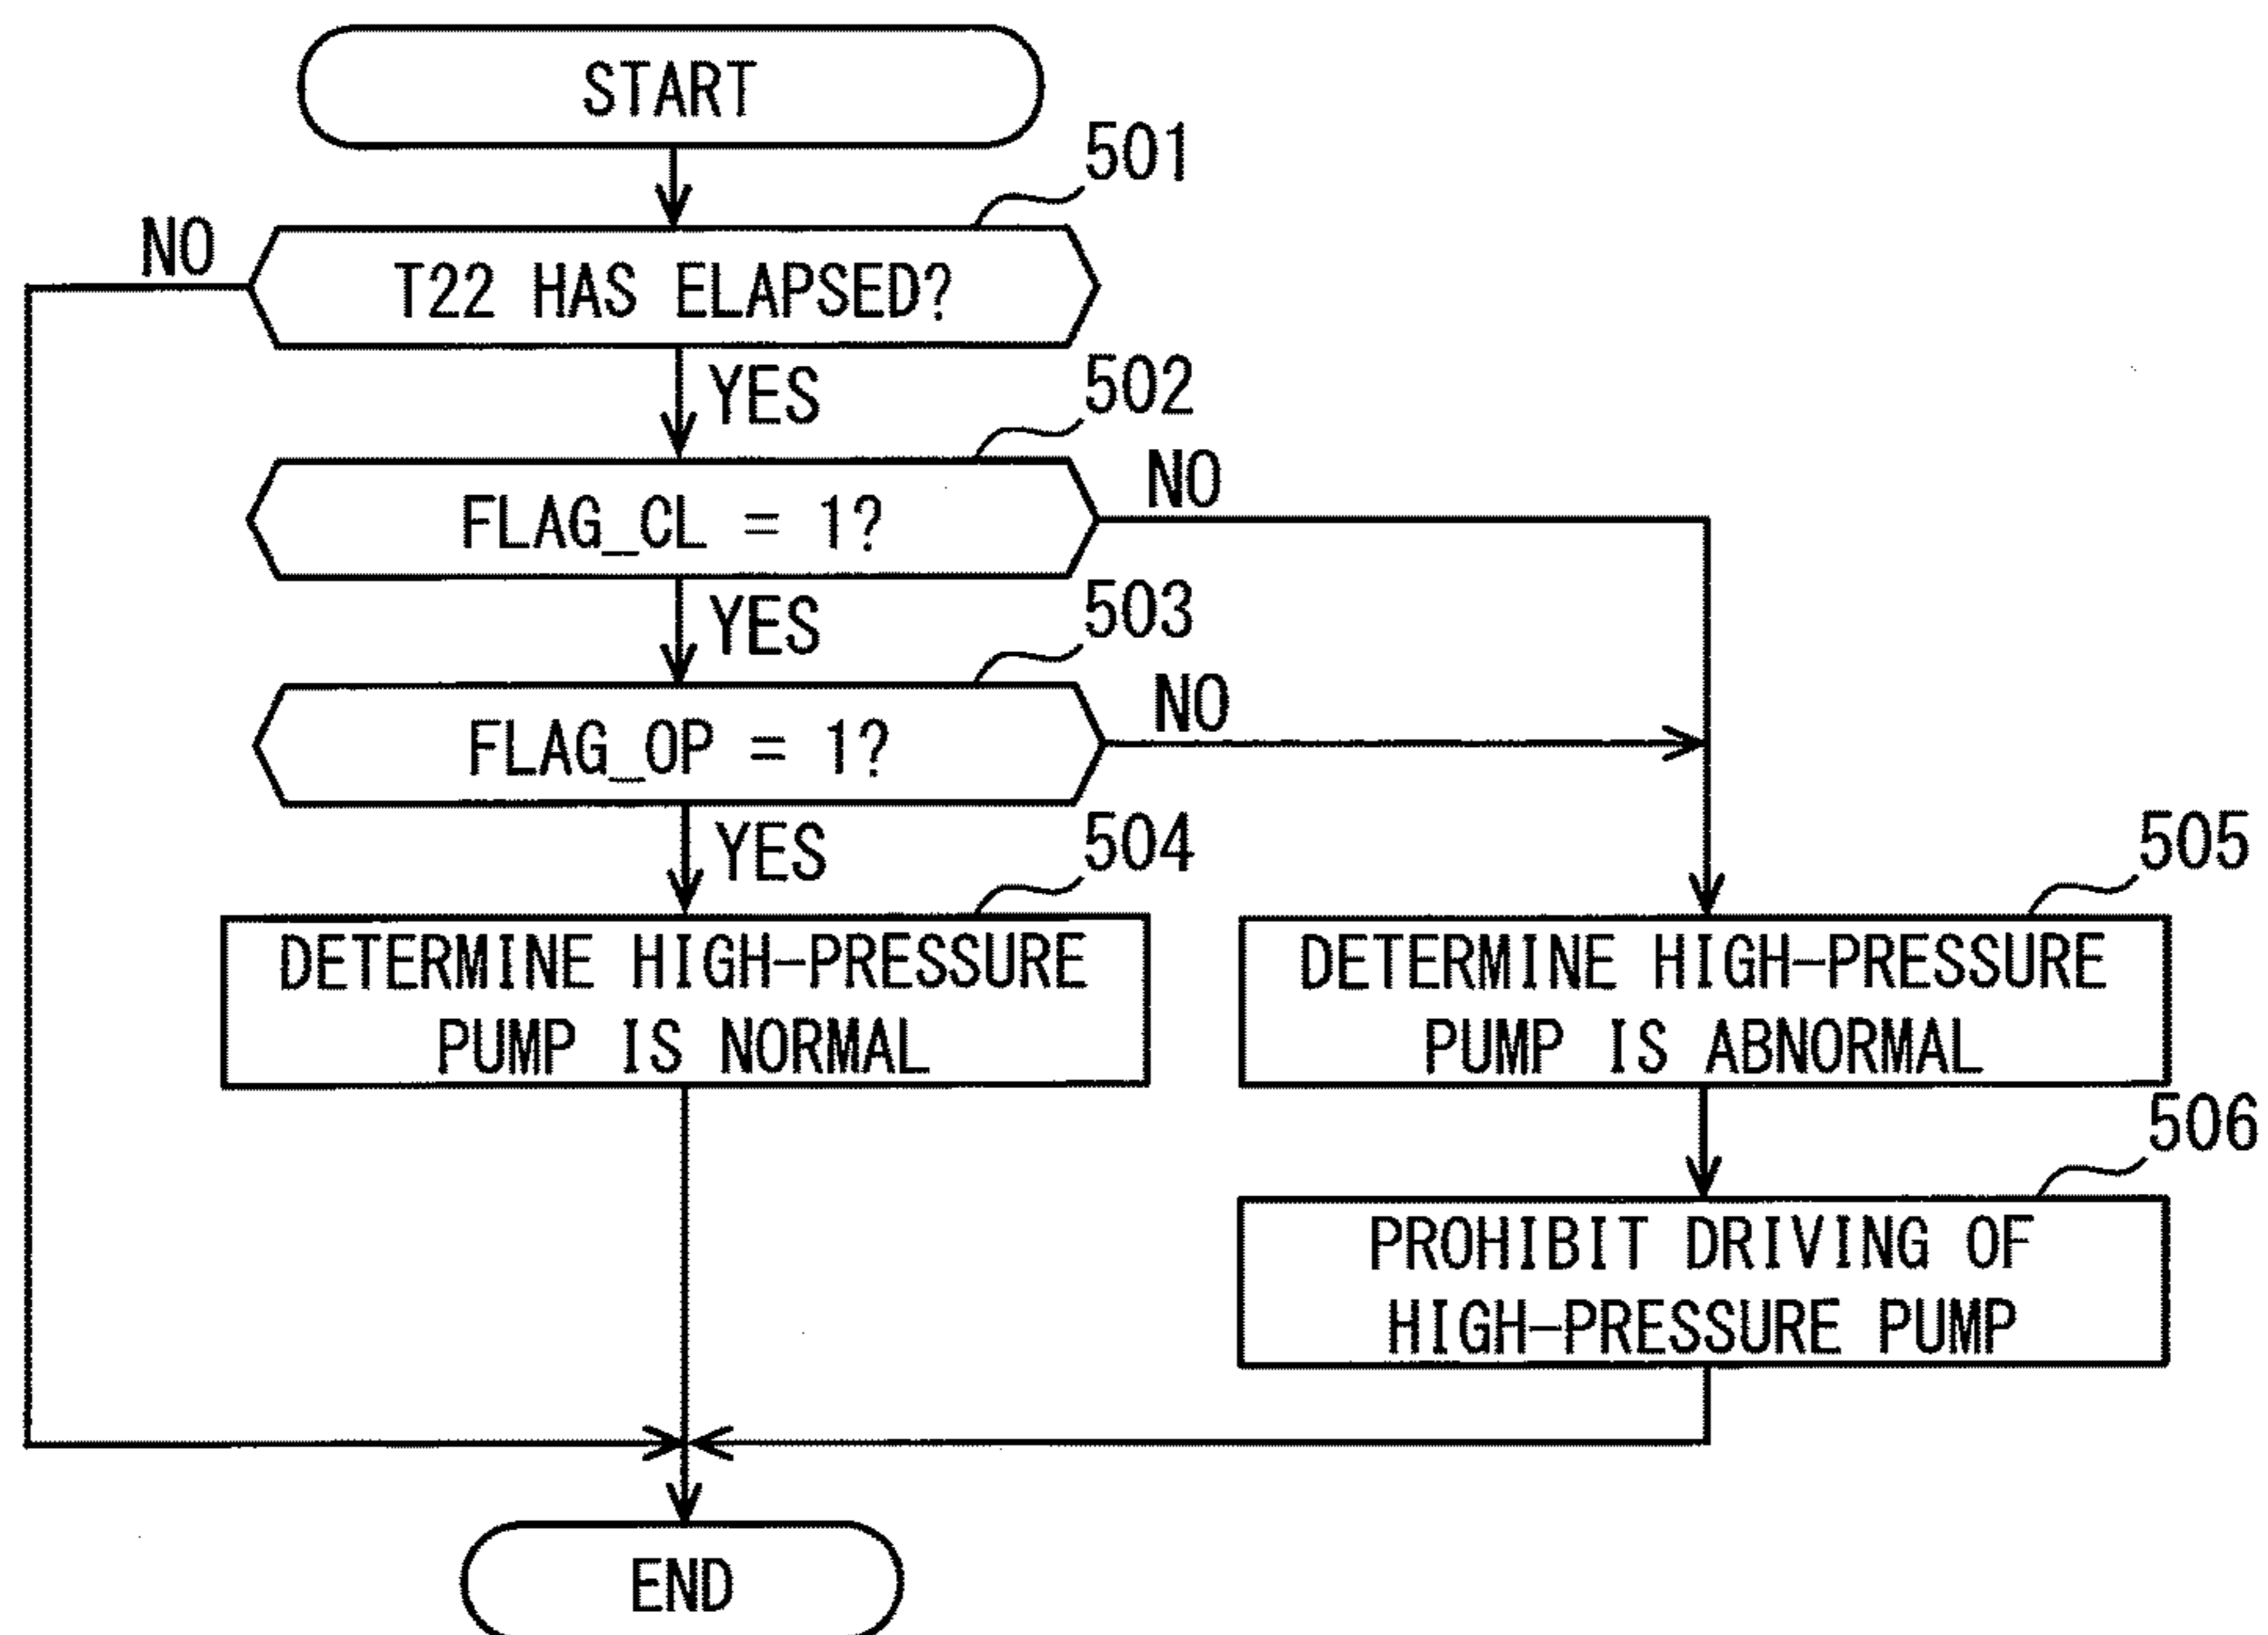 START
501
NO
T22 HAS ELAPSED?
YES
502
NO
FLAG_CL = 1?
YES
503
NO
FLAG_OP = 1?
YES
504
505
DETERMINE HIGH-PRESSURE
PUMP IS NORMAL
DETERMINE HIGH-PRESSURE
PUMP IS ABNORMAL
506
PROHIBIT DRIVING OF
HIGH-PRESSURE PUMP
END